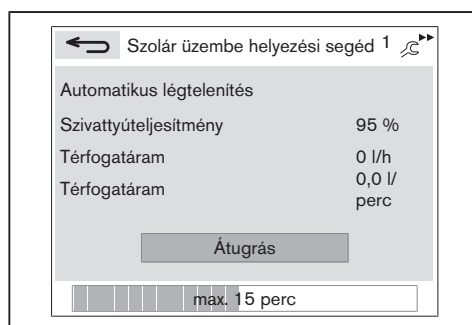 Szolár üzembe helyezési segéd 1
Automatikus légtelenítés
Szivattyúteljesítmény 95 %
Térfogatáram 0 l/h
Térfogatáram 0,0 l/
perc
Átugrás
max. 15 perc